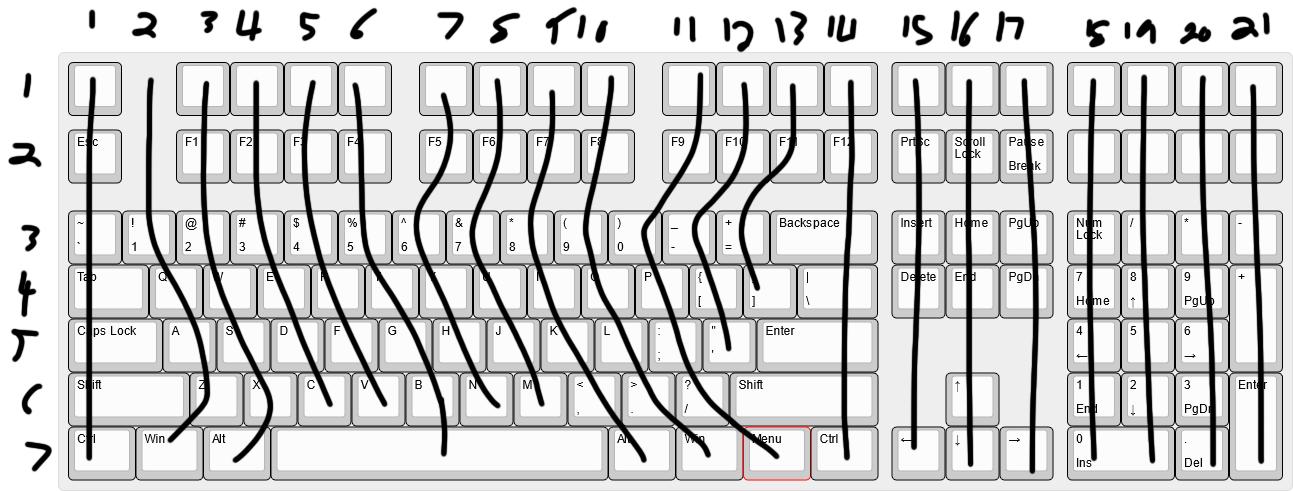 1 2 3 4 5 6 7 8 9 10 11 12 13 14 15 16 17 18 19 20 21
1
2
Esc F1 F2 F3 F4 F5 F6 F7 F8 F9 F10 F11 F12 PrtSc Scroll Lock Pause Break
3
~ ` ! 1 @ 2 # 3 $ 4 % 5 ^ 6 & 7 * 8 ( 9 ) 0 _ - + = Backspace Insert Home PgUp Num Lock / * -
4
Tab Q W E R T Y U I O P { [ } ] | \ Delete End PgDn 7 Home 8 ↑ 9 PgUp +
5
Caps Lock A S D F G H J K L : ; " ' Enter 4 ← 5 6 →
6
Shift Z X C V B N M < , > . ? / Shift ↑ 1 End 2 ↓ 3 PgDn Enter
7
Ctrl Win Alt Alt Win Menu Ctrl ← ↓ → 0 Ins . Del